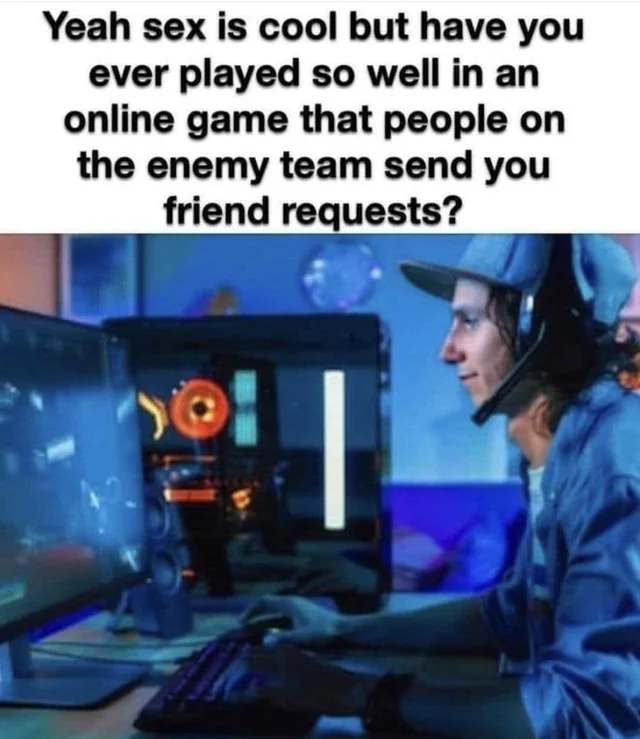 Yeah sex is cool but have you
ever played so well in an
online game that people on
the enemy team send you
friend requests?